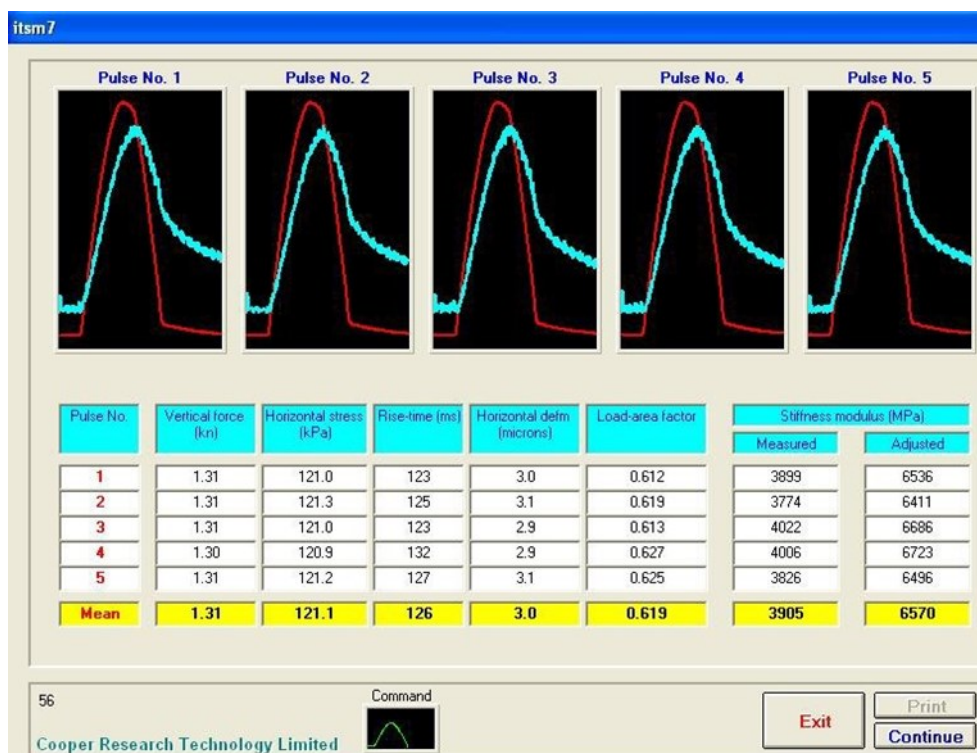 itsm7
Pulse No. 1 Pulse No. 2 Pulse No. 3 Pulse No. 4 Pulse No. 5
Pulse No. Vertical force (kn) Horizontal stress (kPa) Rise-time (ms) Horizontal defm (microns) Load-area factor Stiffness modulus (MPa)
Measured Adjusted
1 1.31 121.0 123 3.0 0.612 3899 6536
2 1.31 121.3 125 3.1 0.619 3774 6411
3 1.31 121.0 123 2.9 0.613 4022 6686
4 1.30 120.9 132 2.9 0.627 4006 6723
5 1.31 121.2 127 3.1 0.625 3826 6496
Mean 1.31 121.1 126 3.0 0.619 3905 6570
56 Command
Exit Print
Cooper Research Technology Limited Continue